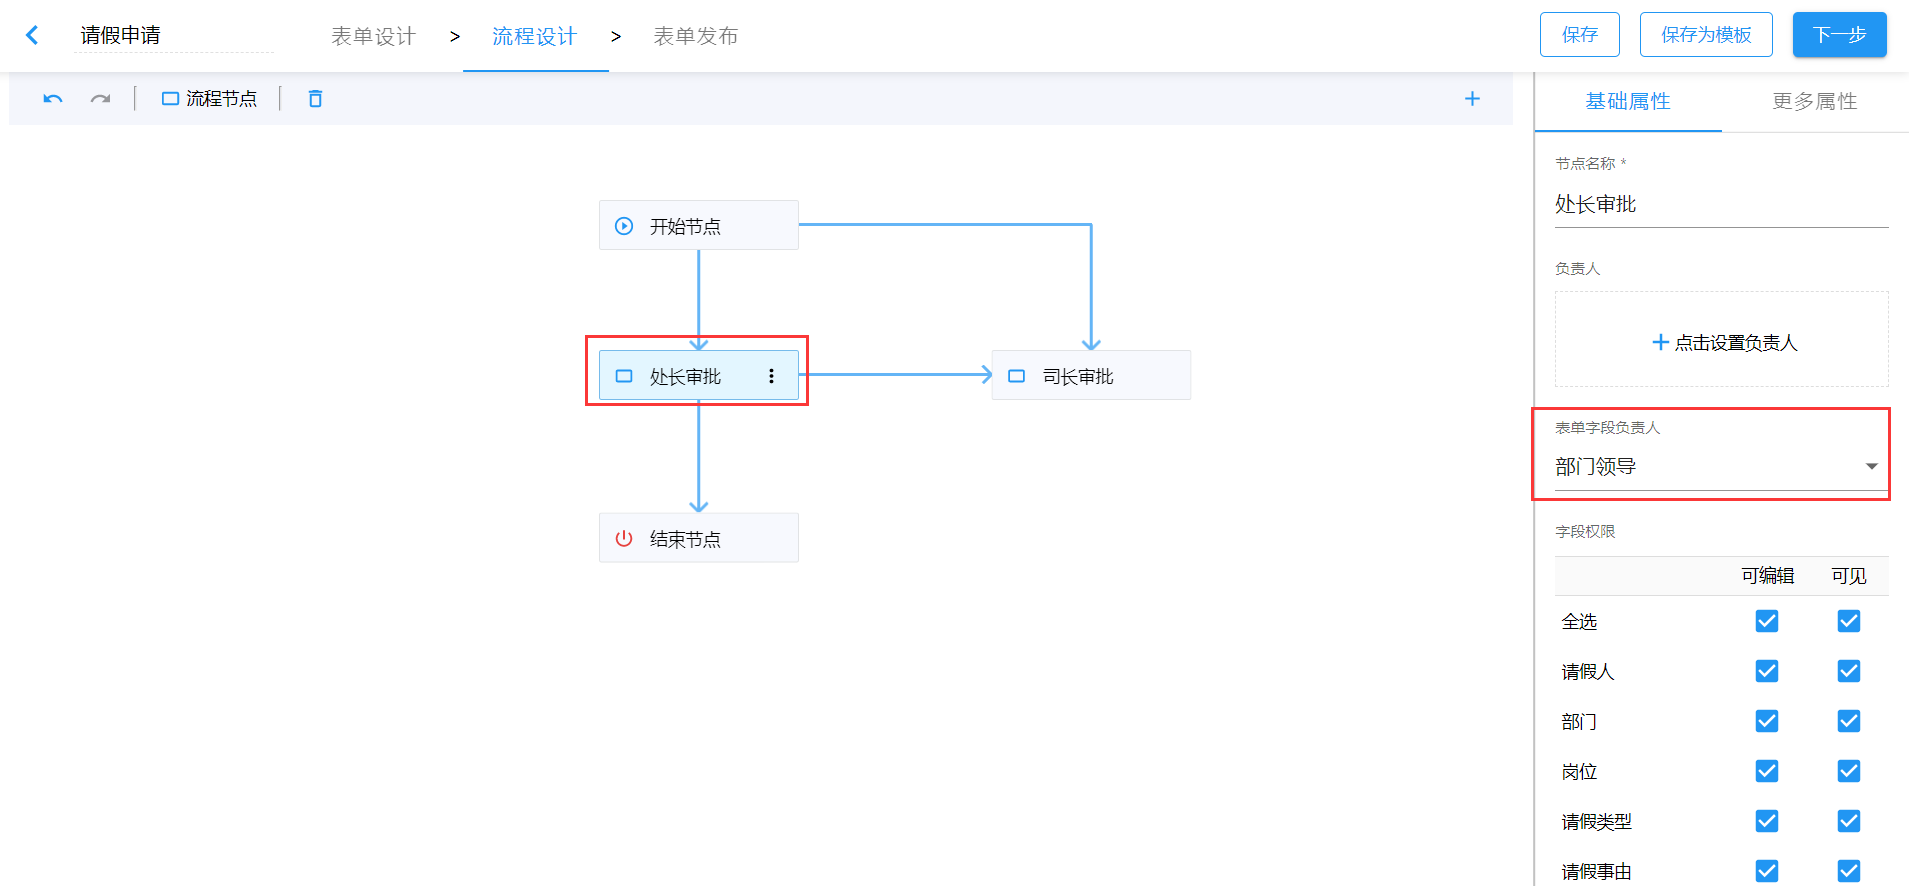 请假申请
表单设计 > 流程设计 > 表单发布
保存
保存为模板
下一步
流程节点
基础属性
更多属性
开始节点
处长审批
司长审批
结束节点
节点名称 *
处长审批
负责人
点击设置负责人
表单字段负责人
部门领导
字段权限
可编辑 可见
全选
请假人
部门
岗位
请假类型
请假事由